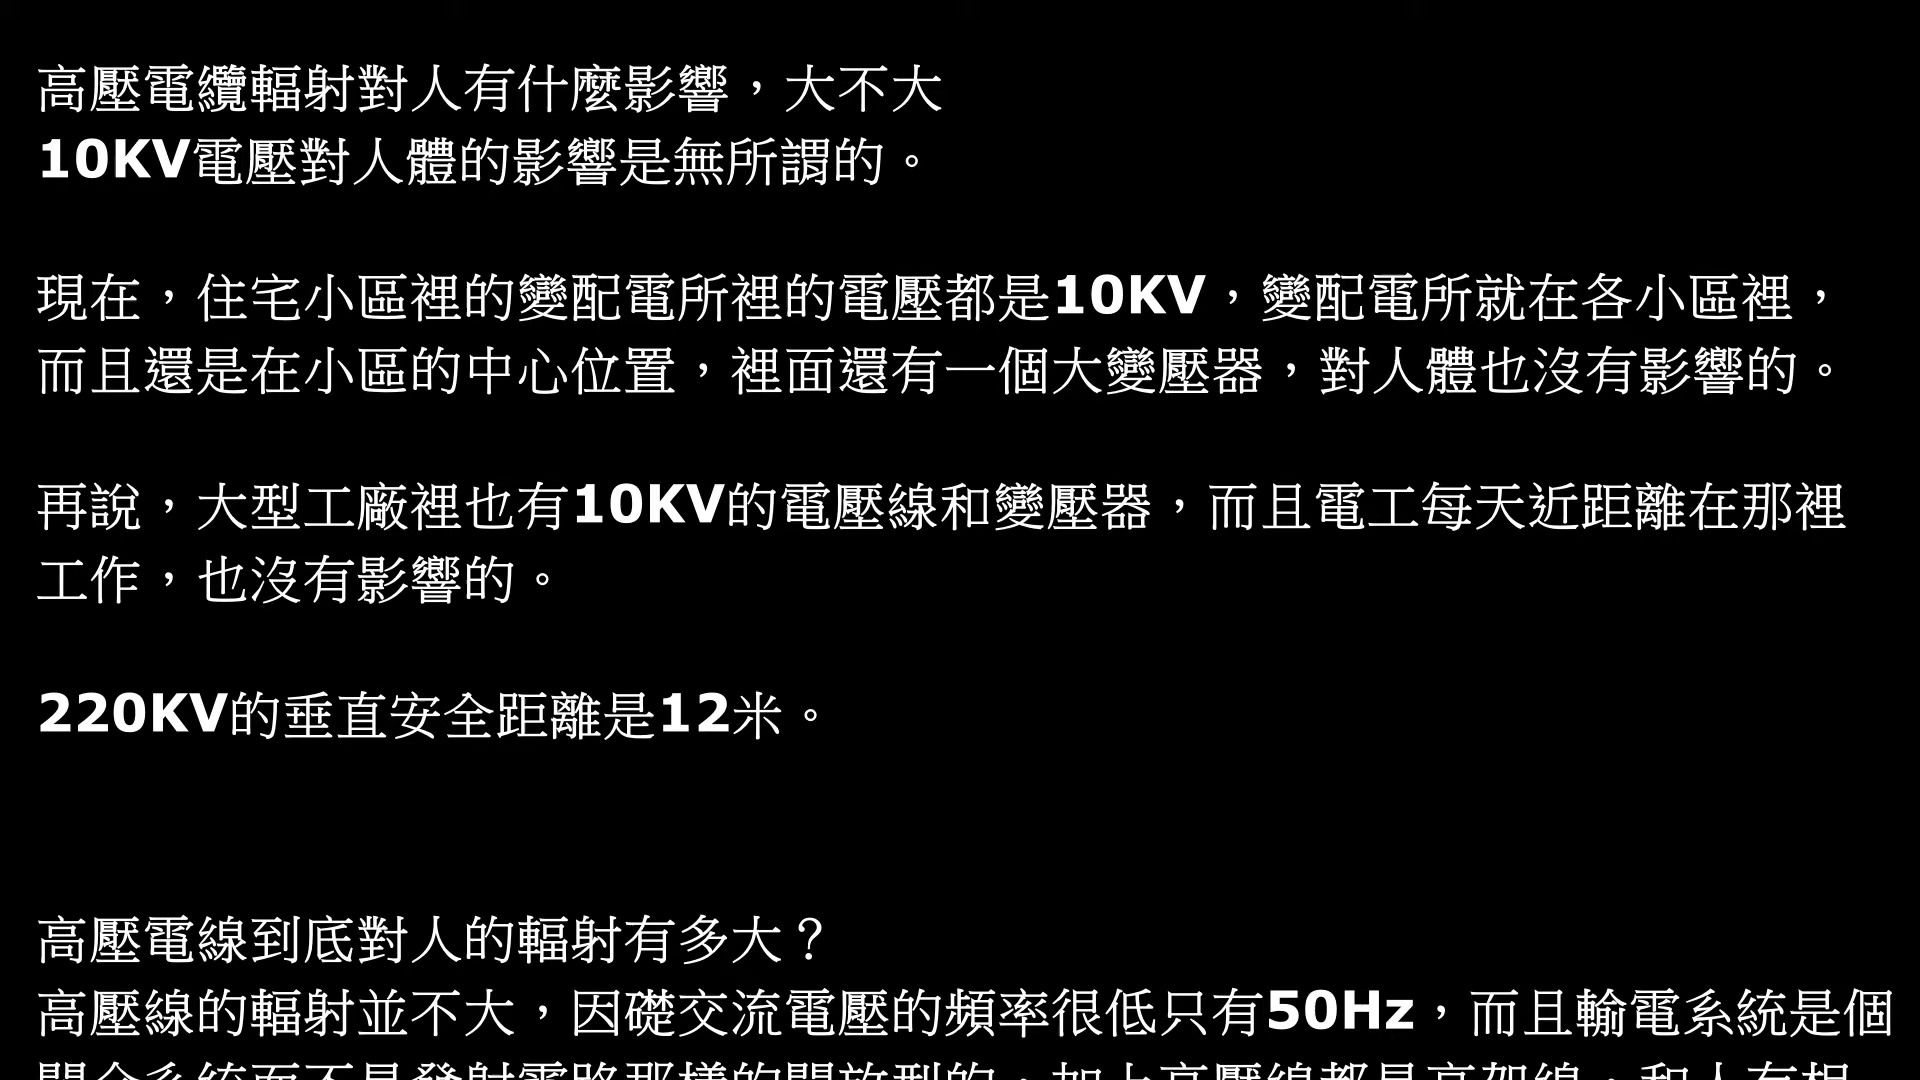 高壓電纜輻射對人有什麼影響，大不大
10KV電壓對人體的影響是無所謂的。
現在，住宅小區裡的變配電所裡的電壓都是10KV，變配電所就在各小區裡，
而且還是在小區的中心位置，裡面還有一個大變壓器，對人體也沒有影響的。
再說，大型工廠裡也有10KV的電壓線和變壓器，而且電工每天近距離在那裡
工作，也沒有影響的。
220KV的垂直安全距離是12米。
高壓電線到底對人的輻射有多大？
高壓線的輻射並不大，因礎交流電壓的頻率很低只有50Hz，而且輸電系統是個